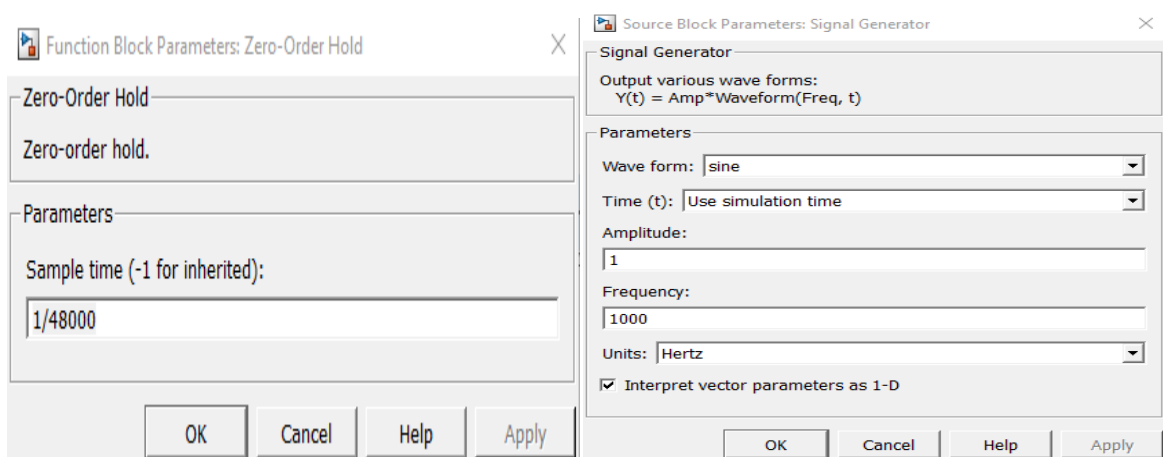 Function Block Parameters: Zero-Order Hold
Zero-Order Hold
Zero-order hold.
Parameters
Sample time (-1 for inherited):
1/48000
OK Cancel Help Apply
Source Block Parameters: Signal Generator
Signal Generator
Output various wave forms:
Y(t) = Amp*Waveform(Freq, t)
Parameters
Wave form: sine
Time (t): Use simulation time
Amplitude:
1
Frequency:
1000
Units: Hertz
Interpret vector parameters as 1-D
OK Cancel Help Apply